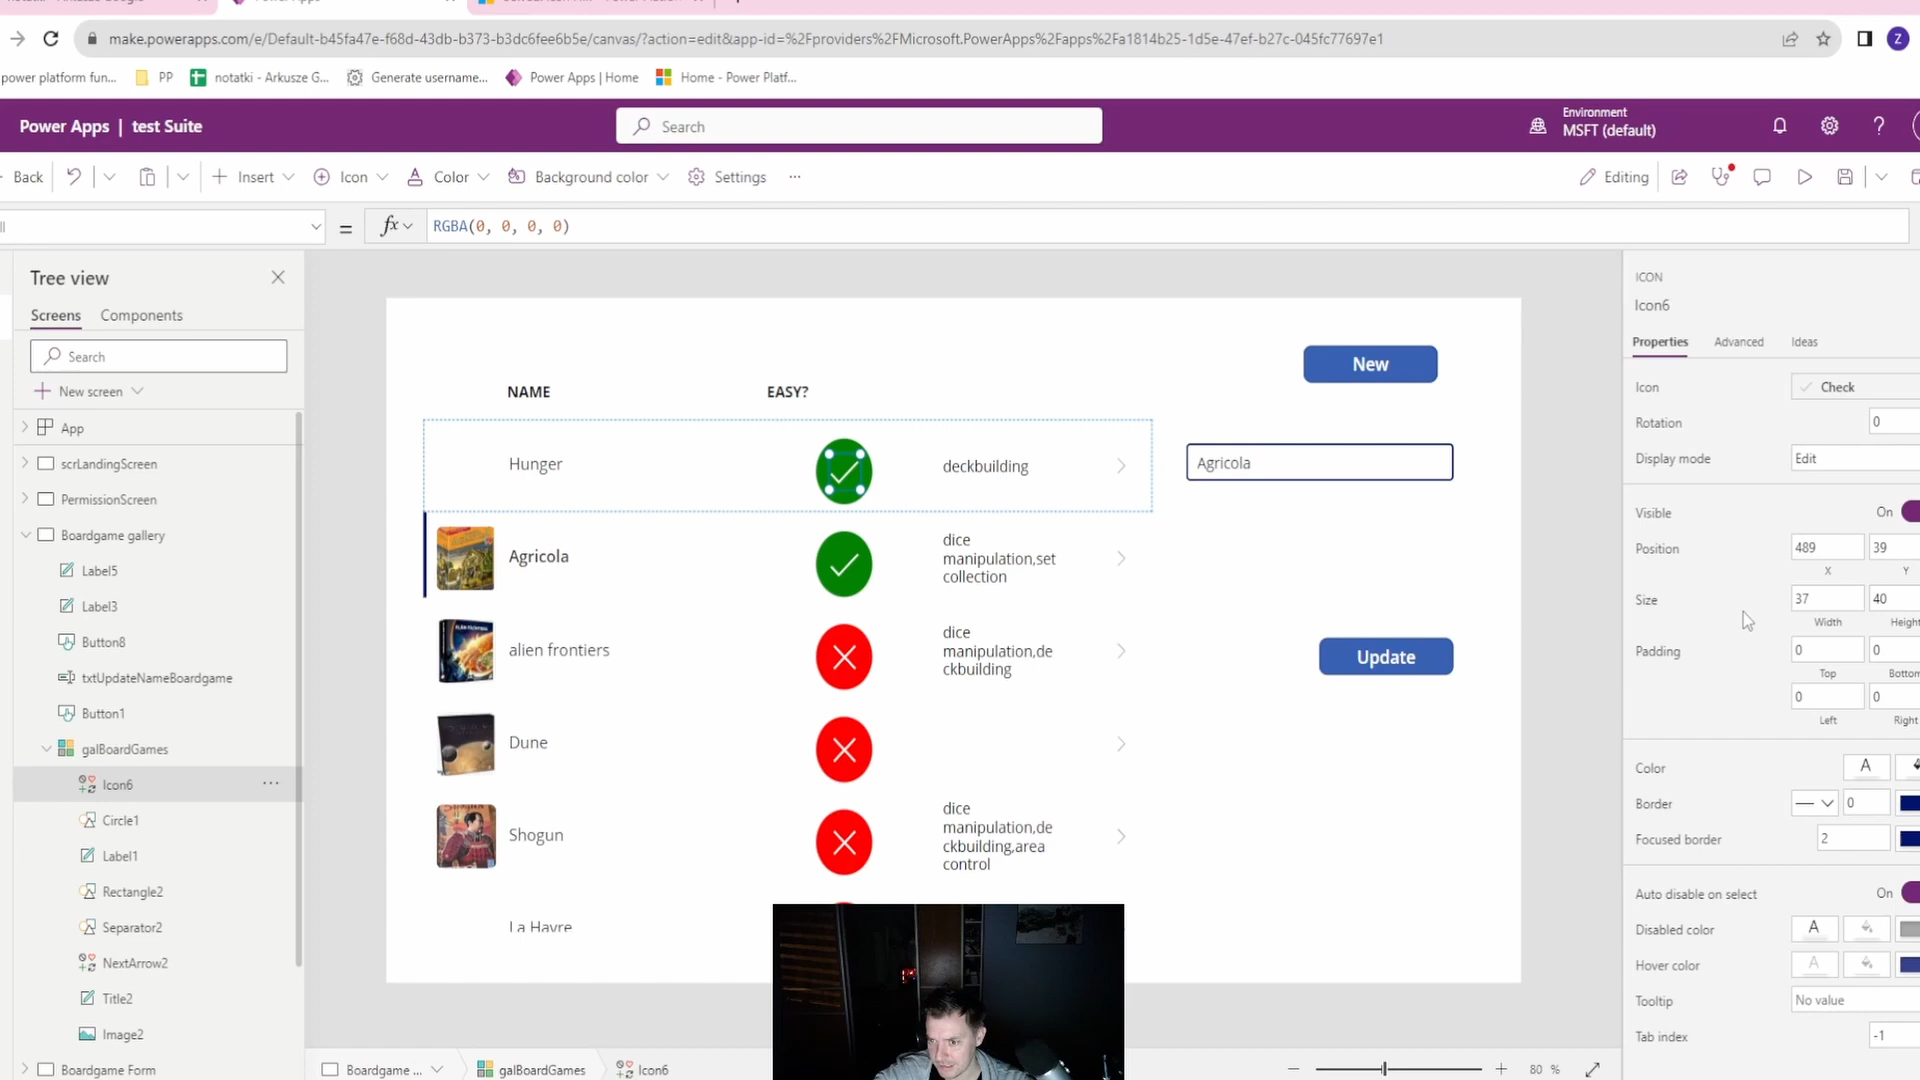 make.powerapps.com/e/Default-b45fa47e-f68d-43db-b373-b3dc6fee6b5e/canvas/?action=edit&app-id=%2Fproviders%2FMicrosoft.PowerApps%2Fapps%2Fa1814b25-1d5e-47ef-b27c-045fc77697e1
Z
power platform fun... PP notatki - Arkusze G... Generate username... Power Apps | Home Home - Power Platf...
Power Apps | test Suite
Search
Environment
MSFT (default)
Back Insert Icon Color Background color Settings ... Editing
= fx RGBA(0, 0, 0, 0)
Tree view
Screens Components
Search
New screen
App
scrLandingScreen
PermissionScreen
Boardgame gallery
Label5
Label3
Button8
txtUpdateNameBoardgame
Button1
galBoardGames
Icon6 ...
Circle1
Label1
Rectangle2
Separator2
NextArrow2
Title2
Image2
Boardgame Form
NAME EASY?
New
Hunger deckbuilding
Agricola
Agricola
dice
manipulation,set
collection
alien frontiers
dice
manipulation,de
ckbuilding
Update
Dune
Shogun
dice
manipulation,de
ckbuilding,area
control
La Havre
Boardgame ... galBoardGames Icon6
80 %
ICON
Icon6
Properties Advanced Ideas
Icon Check
Rotation 0
Display mode Edit
Visible On
Position 489 39
X Y
Size 37 40
Width Height
Padding 0 0
Top Bottom
0 0
Left Right
Color A
Border 0
Focused border 2
Auto disable on select On
Disabled color A
Hover color A
Tooltip No value
Tab index -1